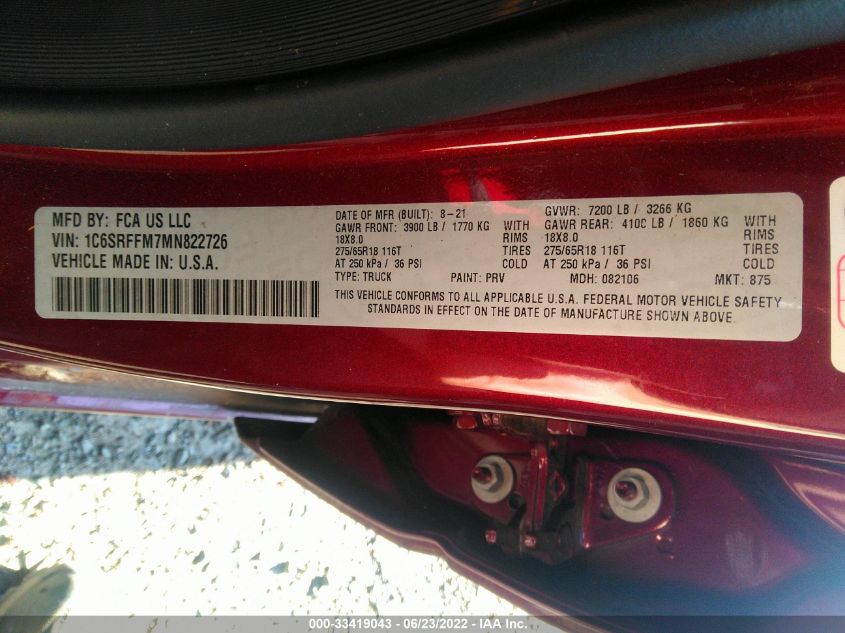 MFD BY: FCA US LLC
VIN: 1C6SRFFM7MN822726
VEHICLE MADE IN: U.S.A.
DATE OF MFR (BUILT): 8-21 GVWR: 7200 LB / 3266 KG
GAWR FRONT: 3900 LB / 1770 KG WITH GAWR REAR: 410C LB / 1860 KG WITH
18X8.0 RIMS 18X8.0 RIMS
275/65R18 116T TIRES 275/65R18 116T TIRES
AT 250 kPa / 36 PSI COLD AT 250 kPa / 36 PSI COLD
TYPE: TRUCK PAINT: PRV MDH: 082106 MKT: 875
THIS VEHICLE CONFORMS TO ALL APPLICABLE U.S.A. FEDERAL MOTOR VEHICLE SAFETY
STANDARDS IN EFFECT ON THE DATE OF MANUFACTURE SHOWN ABOVE.
000-33419043 - 06/23/2022 - IAA Inc.